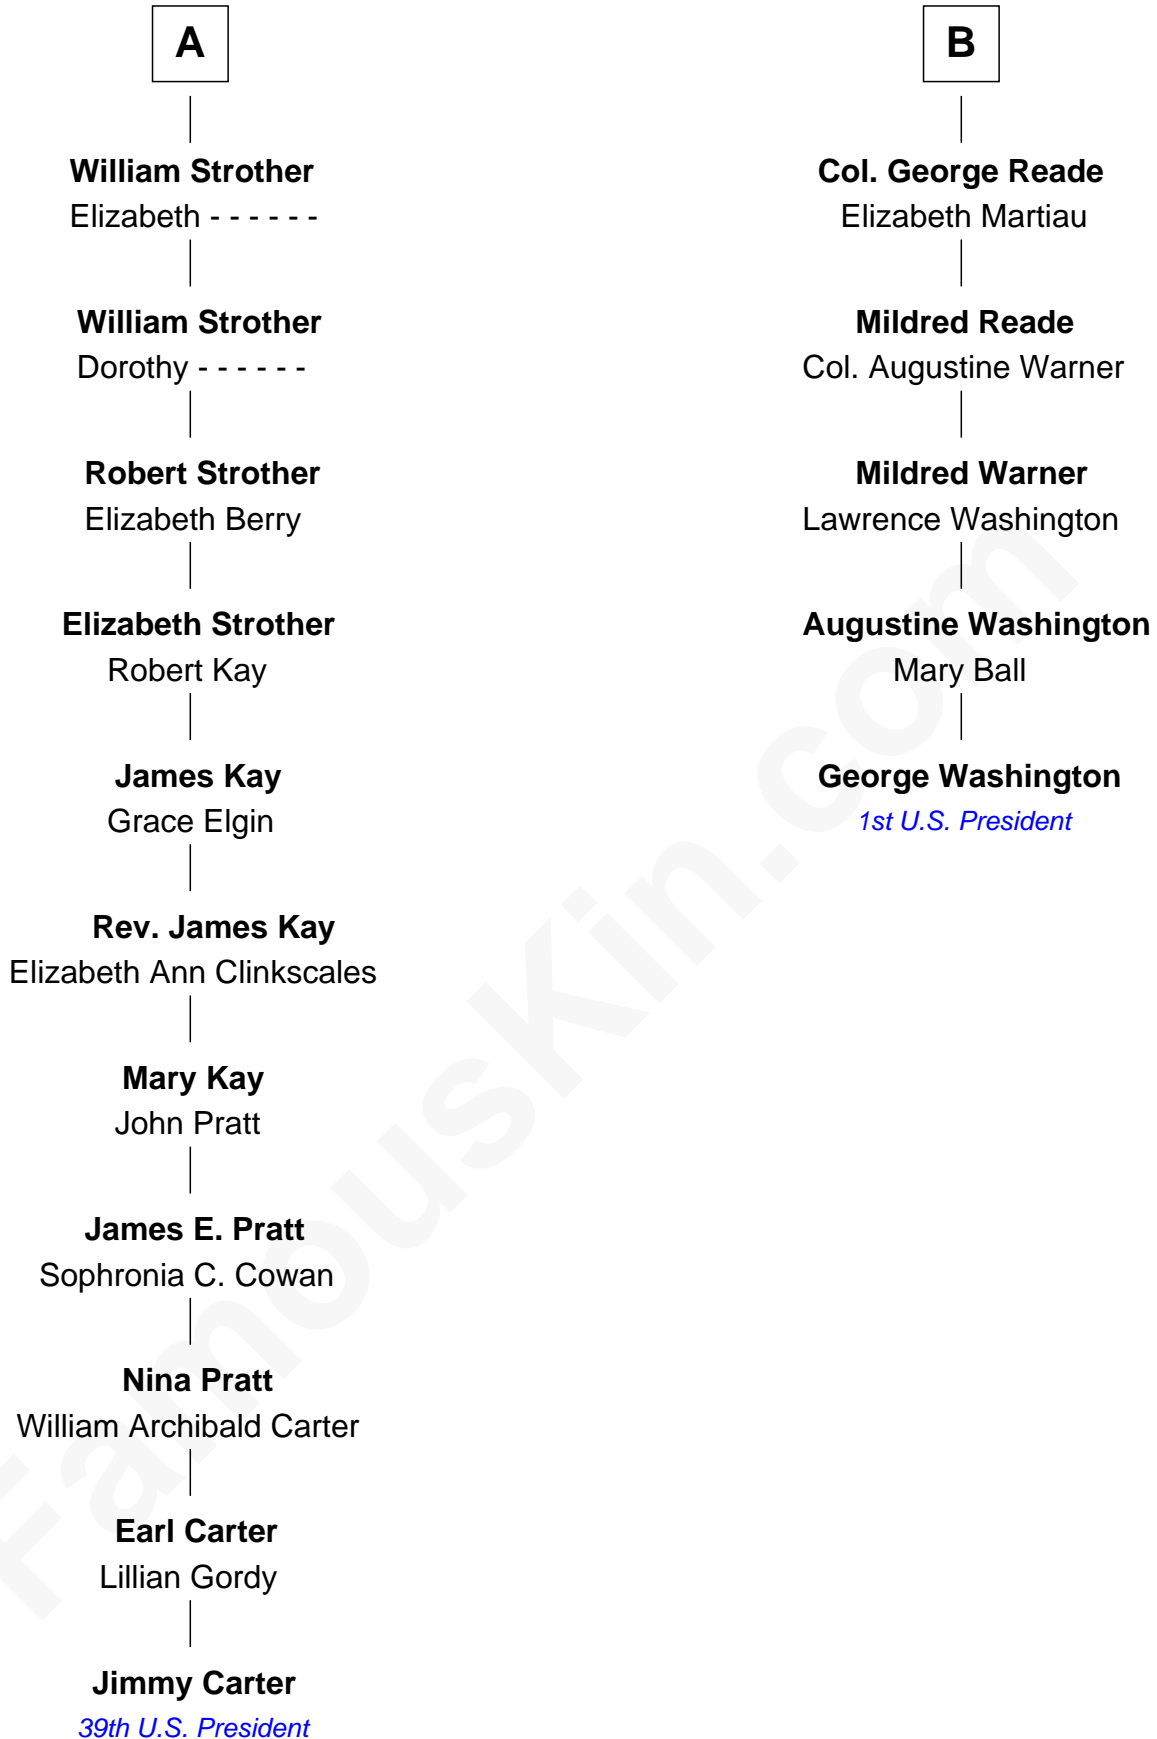 A
William Strother
Elizabeth - - - - - -
William Strother
Dorothy - - - - - -
Robert Strother
Elizabeth Berry
Elizabeth Strother
Robert Kay
James Kay
Grace Elgin
Rev. James Kay
Elizabeth Ann Clinkscales
Mary Kay
John Pratt
James E. Pratt
Sophronia C. Cowan
Nina Pratt
William Archibald Carter
Earl Carter
Lillian Gordy
Jimmy Carter
39th U.S. President
B
Col. George Reade
Elizabeth Martiau
Mildred Reade
Col. Augustine Warner
Mildred Warner
Lawrence Washington
Augustine Washington
Mary Ball
George Washington
1st U.S. President
FamousKin.com